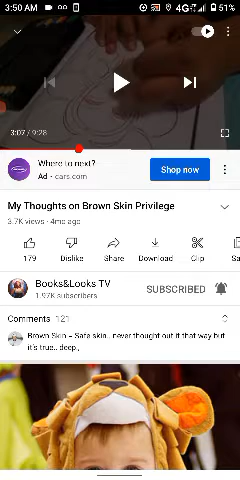 3:50 AM
4G
51%
3:07 / 9:28
Where to next?
Ad · cars.com
Shop now
My Thoughts on Brown Skin Privilege
3.7K views · 4mo ago
179
Dislike
Share
Download
Clip
Sa
Books&Looks TV
1.97K subscribers
SUBSCRIBED
Comments 121
Brown Skin = Safe skin.. never thought out it that way but
it's true.. deep,